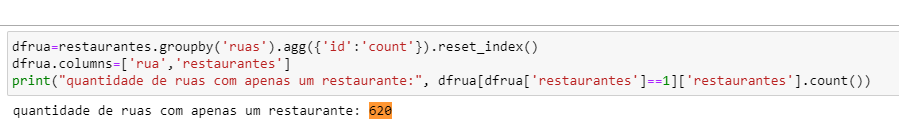 dfrua=restaurantes.groupby('ruas').agg({'id':'count'}).reset_index()
dfrua.columns=['rua','restaurantes']
print("quantidade de ruas com apenas um restaurante:", dfrua[dfrua['restaurantes']==1]['restaurantes'].count())
quantidade de ruas com apenas um restaurante: 620